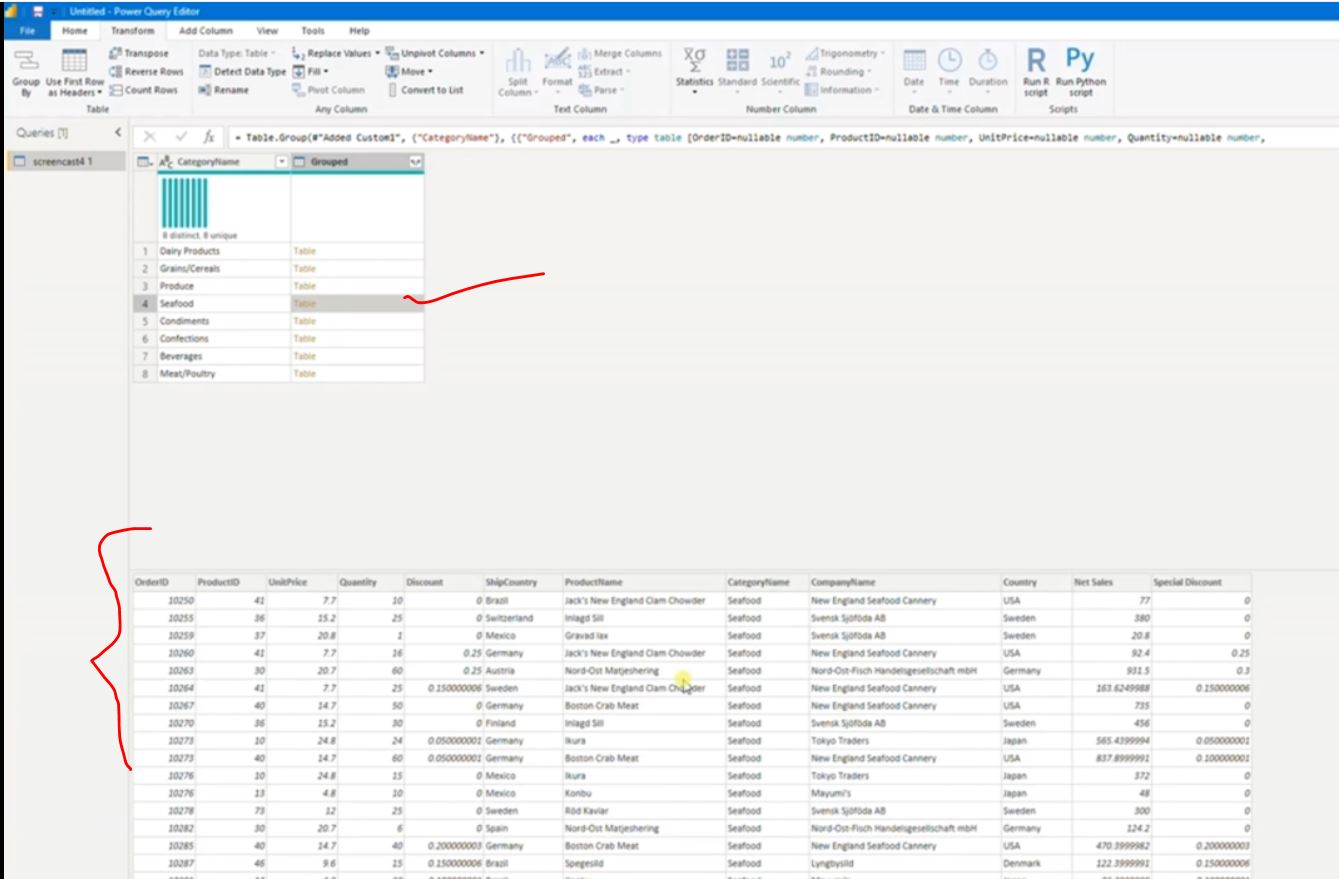 Untitled - Power Query Editor
File Home Transform Add Column View Tools Help
Group By
Use First Row as Headers
Transpose
Reverse Rows
Count Rows
Table
Data Type: Table
Detect Data Type
Rename
Replace Values
Fill
Pivot Column
Unpivot Columns
Move
Convert to List
Any Column
Split Column
Format
Merge Columns
Extract
Parse
Text Column
Statistics
Standard
Scientific
Trigonometry
Rounding
Information
Number Column
Date
Time
Duration
Date & Time Column
Run R script
Run Python script
Scripts
Queries [1]
screencast4 1
= Table.Group(#"Added Custom1", {"CategoryName"}, {{"Grouped", each _, type table [OrderID=nullable number, ProductID=nullable number, UnitPrice=nullable number, Quantity=nullable number,
CategoryName Grouped
8 distinct, 8 unique
1 Dairy Products Table
2 Grains/Cereals Table
3 Produce Table
4 Seafood Table
5 Condiments Table
6 Confections Table
7 Beverages Table
8 Meat/Poultry Table
OrderID ProductID UnitPrice Quantity Discount ShipCountry ProductName CategoryName CompanyName Country Net Sales Special Discount
10250 41 7.7 10 0 Brazil Jack's New England Clam Chowder Seafood New England Seafood Cannery USA 77 0
10255 36 15.2 25 0 Switzerland Inlagd Sill Seafood Svensk Sjöföda AB Sweden 380 0
10259 37 20.8 1 0 Mexico Gravad lax Seafood Svensk Sjöföda AB Sweden 20.8 0
10260 41 7.7 16 0.25 Germany Jack's New England Clam Chowder Seafood New England Seafood Cannery USA 92.4 0.25
10263 30 20.7 60 0.25 Austria Nord-Ost Matjeshering Seafood Nord-Ost-Fisch Handelsgesellschaft mbH Germany 931.5 0.3
10264 41 7.7 25 0.150000006 Sweden Jack's New England Clam Chowder Seafood New England Seafood Cannery USA 163.6249988 0.150000006
10267 40 14.7 50 0 Germany Boston Crab Meat Seafood New England Seafood Cannery USA 735 0
10270 36 15.2 30 0 Finland Inlagd Sill Seafood Svensk Sjöföda AB Sweden 456 0
10273 10 24.8 24 0.050000001 Germany Ikura Seafood Tokyo Traders Japan 565.4399994 0.050000001
10273 40 14.7 60 0.050000001 Germany Boston Crab Meat Seafood New England Seafood Cannery USA 837.8999991 0.100000001
10276 10 24.8 15 0 Mexico Ikura Seafood Tokyo Traders Japan 372 0
10276 13 4.8 10 0 Mexico Konbu Seafood Mayumi's Japan 48 0
10278 73 12 25 0 Sweden Röd Kaviar Seafood Svensk Sjöföda AB Sweden 300 0
10282 30 20.7 6 0 Spain Nord-Ost Matjeshering Seafood Nord-Ost-Fisch Handelsgesellschaft mbH Germany 124.2 0
10285 40 14.7 40 0.200000003 Germany Boston Crab Meat Seafood New England Seafood Cannery USA 470.3999982 0.200000003
10287 46 9.6 15 0.150000006 Brazil Spegesild Seafood Lyngbysild Denmark 122.3999991 0.150000006